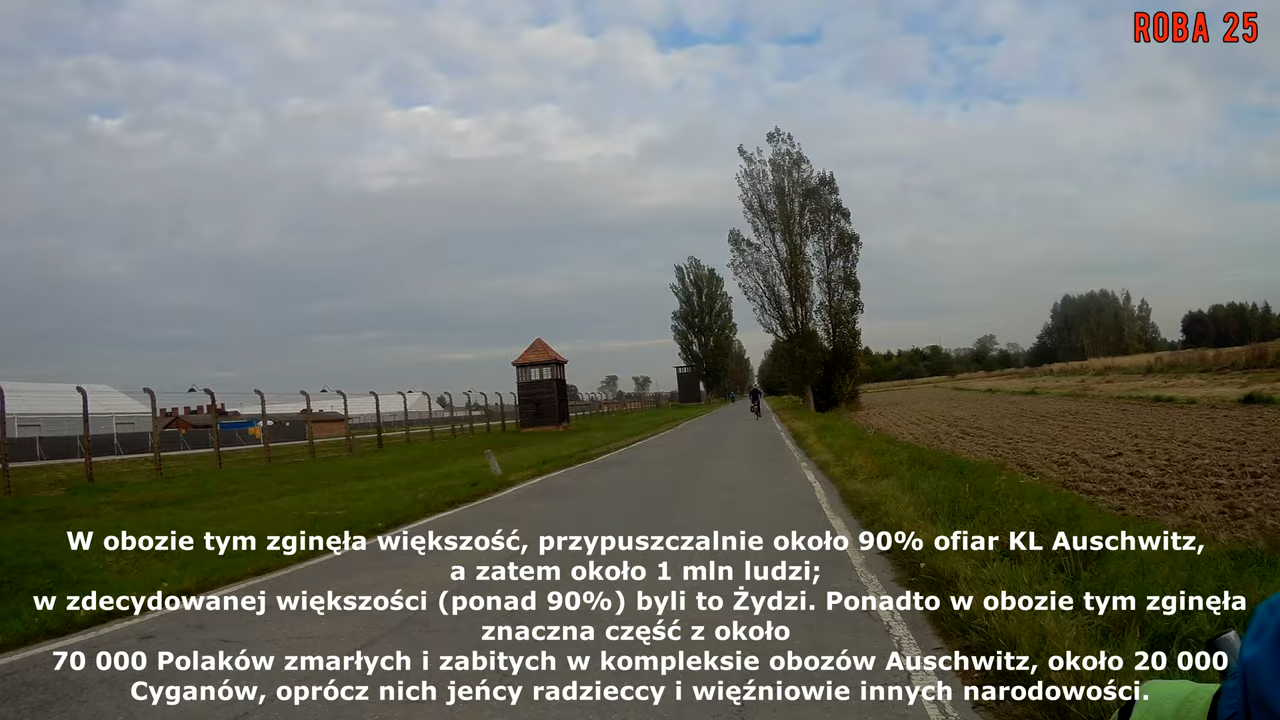 ROBA 25
W obozie tym zginęła większość, przypuszczalnie około 90% ofiar KL Auschwitz,
a zatem około 1 mln ludzi;
w zdecydowanej większości (ponad 90%) byli to Żydzi. Ponadto w obozie tym zginęła
znaczna część z około
70 000 Polaków zmarłych i zabitych w kompleksie obozów Auschwitz, około 20 000
Cyganów, oprócz nich jeńcy radzieccy i więźniowie innych narodowości.